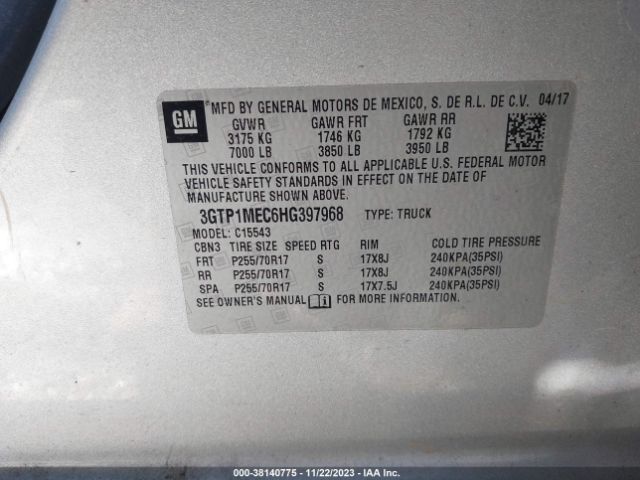 GM ® MFD BY GENERAL MOTORS DE MEXICO, S. DE R.L. DE C.V. 04/17
GVWR GAWR FRT GAWR RR
3175 KG 1746 KG 1792 KG
7000 LB 3850 LB 3950 LB
THIS VEHICLE CONFORMS TO ALL APPLICABLE U.S. FEDERAL MOTOR
VEHICLE SAFETY STANDARDS IN EFFECT ON THE DATE OF
MANUFACTURE SHOWN ABOVE.
3GTP1MEC6HG397968 TYPE: TRUCK
MODEL: C15543
CBN3 TIRE SIZE SPEED RTG RIM COLD TIRE PRESSURE
FRT P255/70R17 S 17X8J 240KPA(35PSI)
RR P255/70R17 S 17X8J 240KPA(35PSI)
SPA P255/70R17 S 17X7.5J 240KPA(35PSI)
SEE OWNER'S MANUAL FOR MORE INFORMATION.
000-38140775 - 11/22/2023 - IAA Inc.